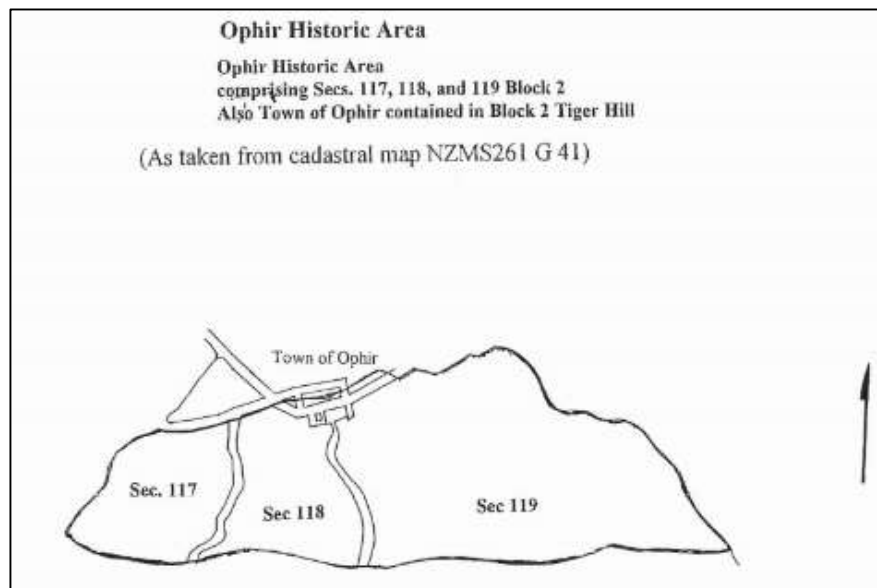 Ophir Historic Area
Ophir Historic Area
comprising Secs. 117, 118, and 119 Block 2
Also Town of Ophir contained in Block 2 Tiger Hill
(As taken from cadastral map NZMS261 G 41)
Town of Ophir
Sec. 117
Sec 118
Sec 119